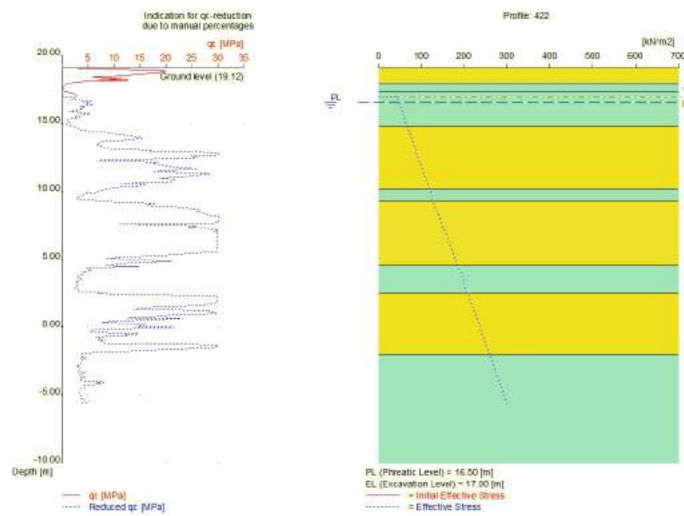 Indication for qc-reduction
due to manual percentages
qc [MPa]
5 10 15 20 25 30 35
20.00
Ground level (19.12)
15.00
10.00
5.00
0.00
-5.00
-10.00
Depth [m]
qc [MPa]
Reduced qc [MPa]
Profile: 422
[kN/m2]
0 100 200 300 400 500 600 700
PL
PL (Phreatic Level) = 16.50 [m]
EL (Excavation Level) = 17.00 [m]
= Initial Effective Stress
= Effective Stress